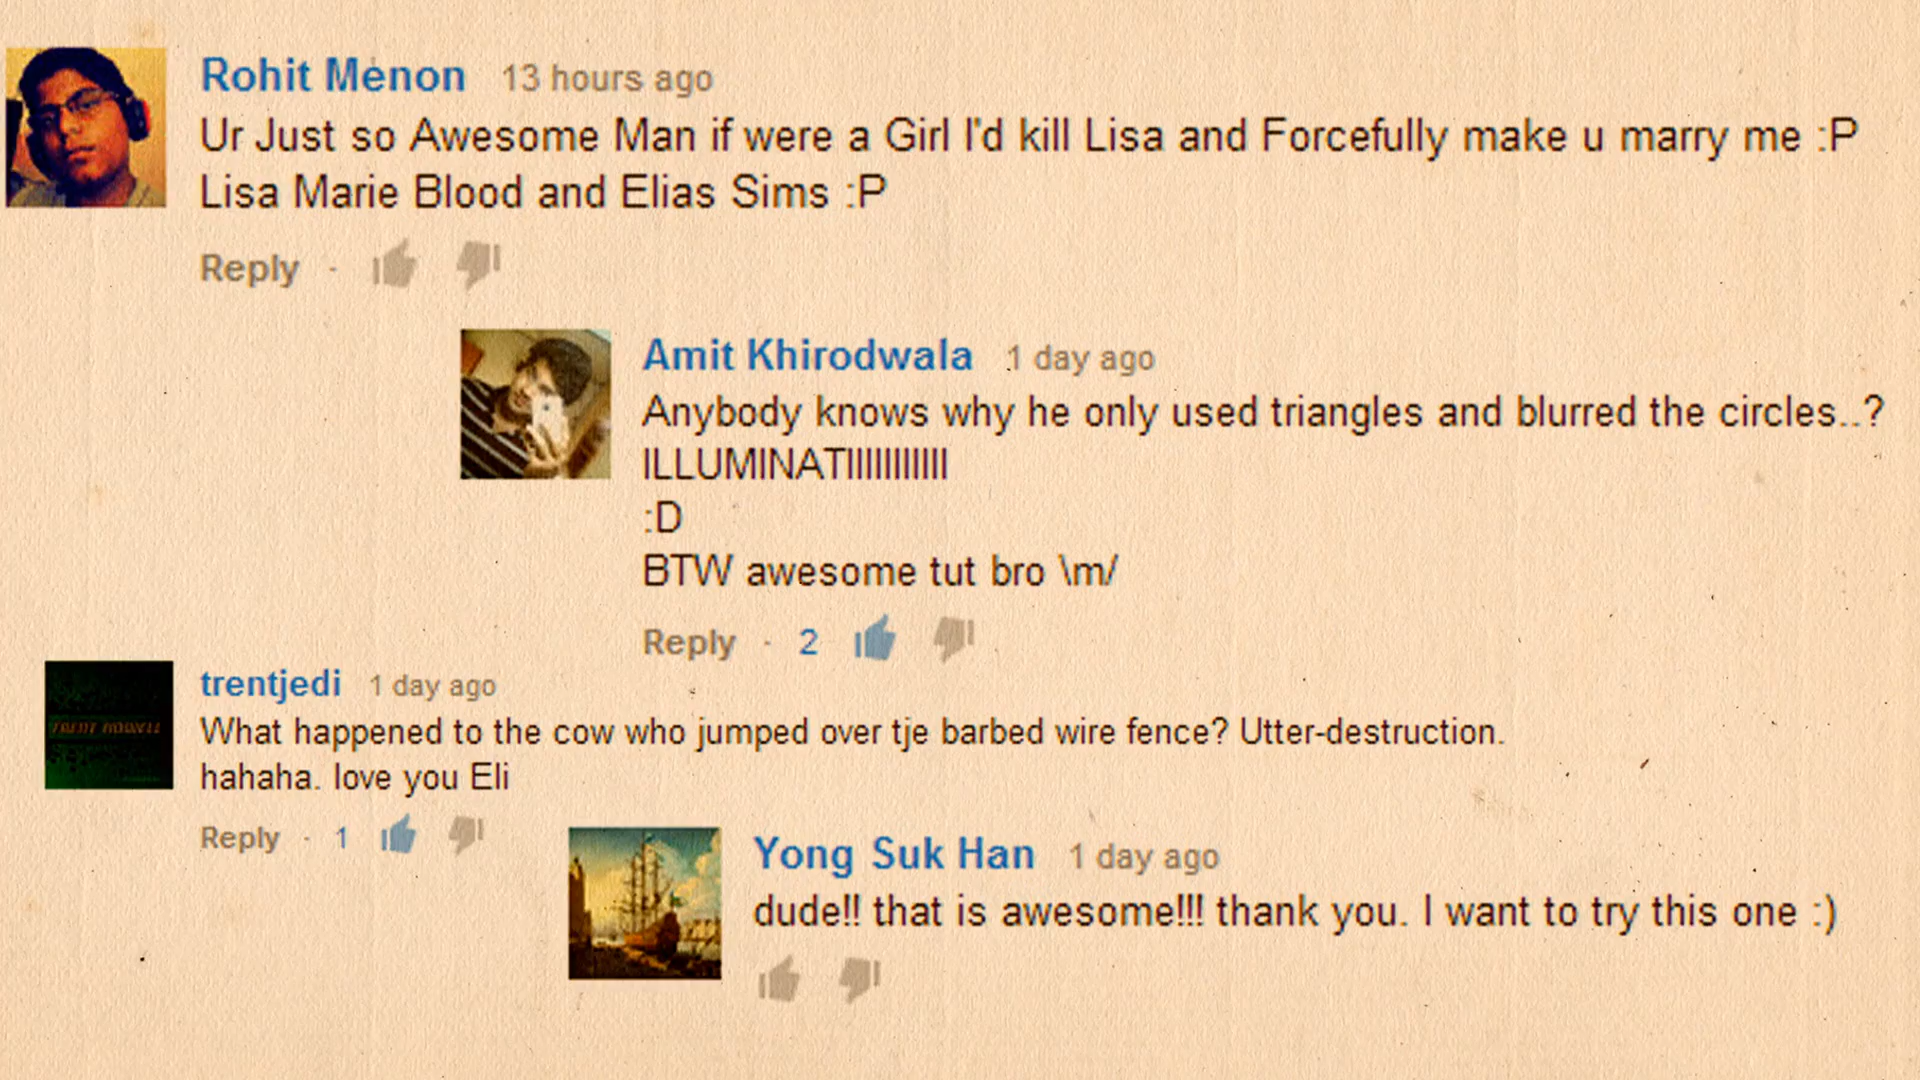 Rohit Menon 13 hours ago
Ur Just so Awesome Man if were a Girl I'd kill Lisa and Forcefully make u marry me :P
Lisa Marie Blood and Elias Sims :P
Reply ·
Amit Khirodwala 1 day ago
Anybody knows why he only used triangles and blurred the circles..?
ILLUMINATIIIIIIIIIII
:D
BTW awesome tut bro \m/
Reply · 2
trentjedi 1 day ago
TRENT HOWELL
What happened to the cow who jumped over tje barbed wire fence? Utter-destruction.
hahaha. love you Eli
Reply · 1
Yong Suk Han 1 day ago
dude!! that is awesome!!! thank you. I want to try this one :)